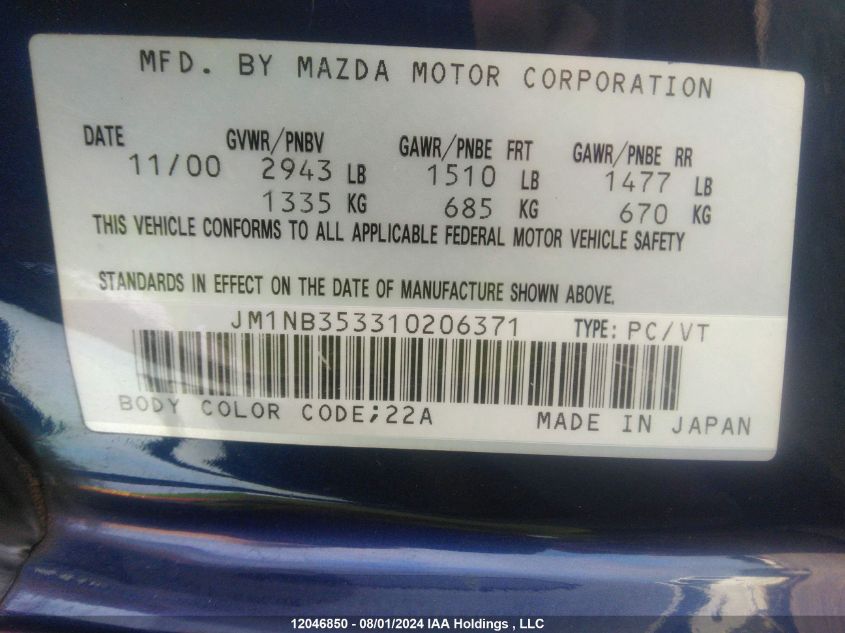 MFD. BY MAZDA MOTOR CORPORATION
DATE GVWR/PNBV GAWR/PNBE FRT GAWR/PNBE RR
11/00 2943 LB 1510 LB 1477 LB
1335 KG 685 KG 670 KG
THIS VEHICLE CONFORMS TO ALL APPLICABLE FEDERAL MOTOR VEHICLE SAFETY
STANDARDS IN EFFECT ON THE DATE OF MANUFACTURE SHOWN ABOVE.
JM1NB353310206371 TYPE: PC/VT
BODY COLOR CODE;22A MADE IN JAPAN
12046850 - 08/01/2024 IAA Holdings , LLC